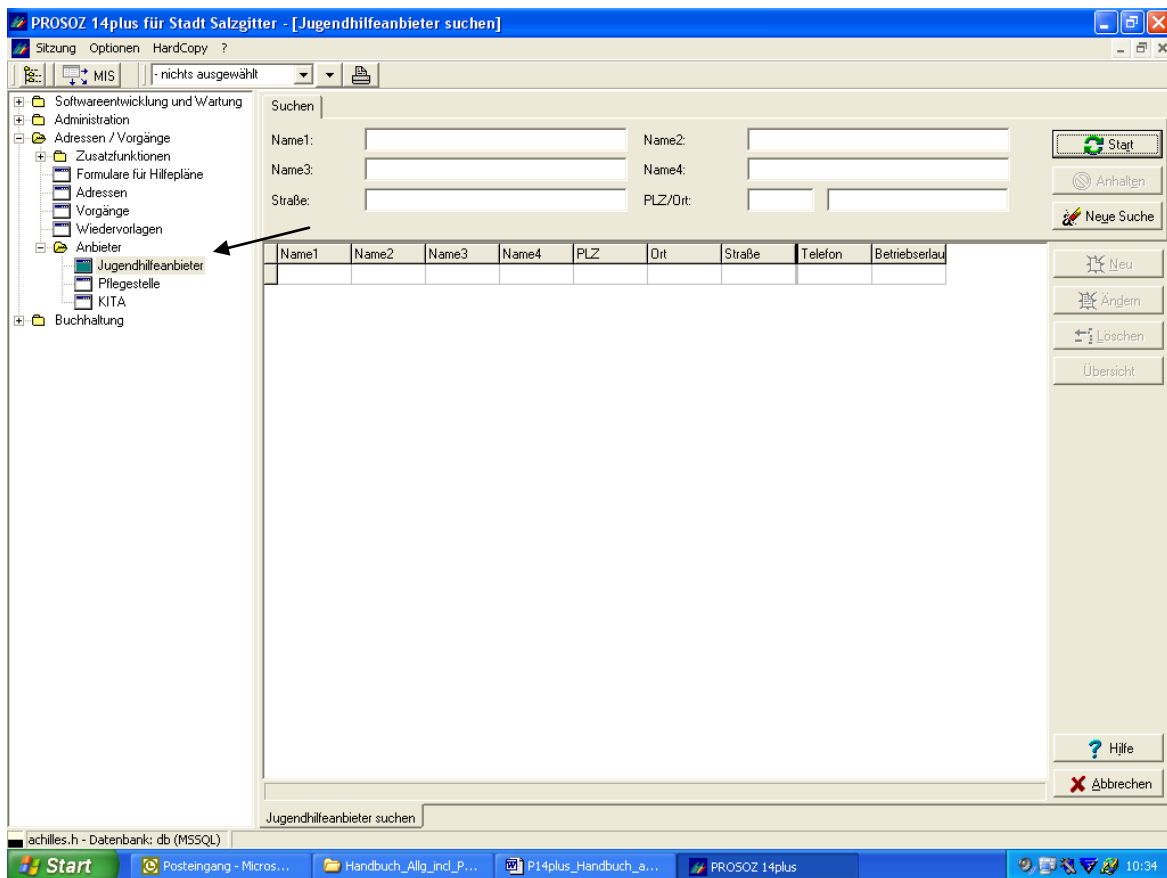 PROSOZ 14plus für Stadt Salzgitter - [Jugendhilfeanbieter suchen]
Sitzung Optionen HardCopy ?
MIS - nichts ausgewählt
Softwareentwicklung und Wartung
Administration
Adressen / Vorgänge
Zusatzfunktionen
Formulare für Hilfepläne
Adressen
Vorgänge
Wiedervorlagen
Anbieter
Jugendhilfeanbieter
Pflegestelle
KITA
Buchhaltung
Suchen
Name1: Name2:
Name3: Name4:
Straße: PLZ/Ort:
Start
Anhalten
Neue Suche
Name1 Name2 Name3 Name4 PLZ Ort Straße Telefon Betriebserlau
Neu
Ändern
Löschen
Übersicht
Hilfe
Abbrechen
Jugendhilfeanbieter suchen
achilles.h - Datenbank: db (MSSQL)
Start Posteingang - Micros... Handbuch_Allg_incl_P... P14plus_Handbuch_a... PROSOZ 14plus 10:34